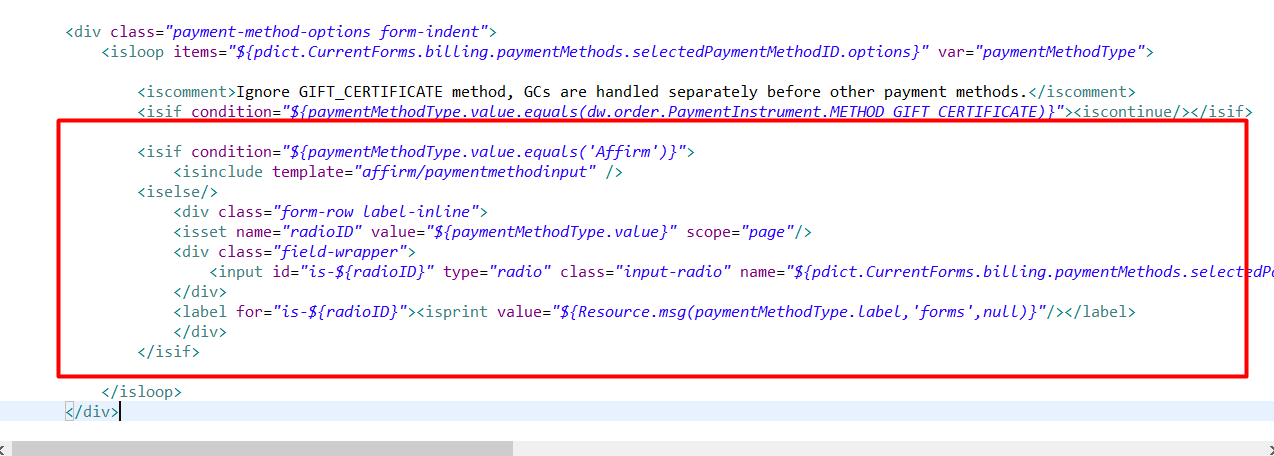 <div class="payment-method-options form-indent">
<isloop items="${pdict.CurrentForms.billing.paymentMethods.selectedPaymentMethodID.options}" var="paymentMethodType">
<iscomment>Ignore GIFT_CERTIFICATE method, GCs are handled separately before other payment methods.</iscomment>
<isif condition="${paymentMethodType.value.equals(dw.order.PaymentInstrument.METHOD_GIFT_CERTIFICATE)}"><iscontinue/></isif>
<isif condition="${paymentMethodType.value.equals('Affirm')}">
<isinclude template="affirm/paymentmethodinput" />
<iselse/>
<div class="form-row label-inline">
<isset name="radioID" value="${paymentMethodType.value}" scope="page"/>
<div class="field-wrapper">
<input id="is-${radioID}" type="radio" class="input-radio" name="${pdict.CurrentForms.billing.paymentMethods.selectedPa
</div>
<label for="is-${radioID}"><isprint value="${Resource.msg(paymentMethodType.label,'forms',null)}"/></label>
</div>
</isif>
</isloop>
</div>